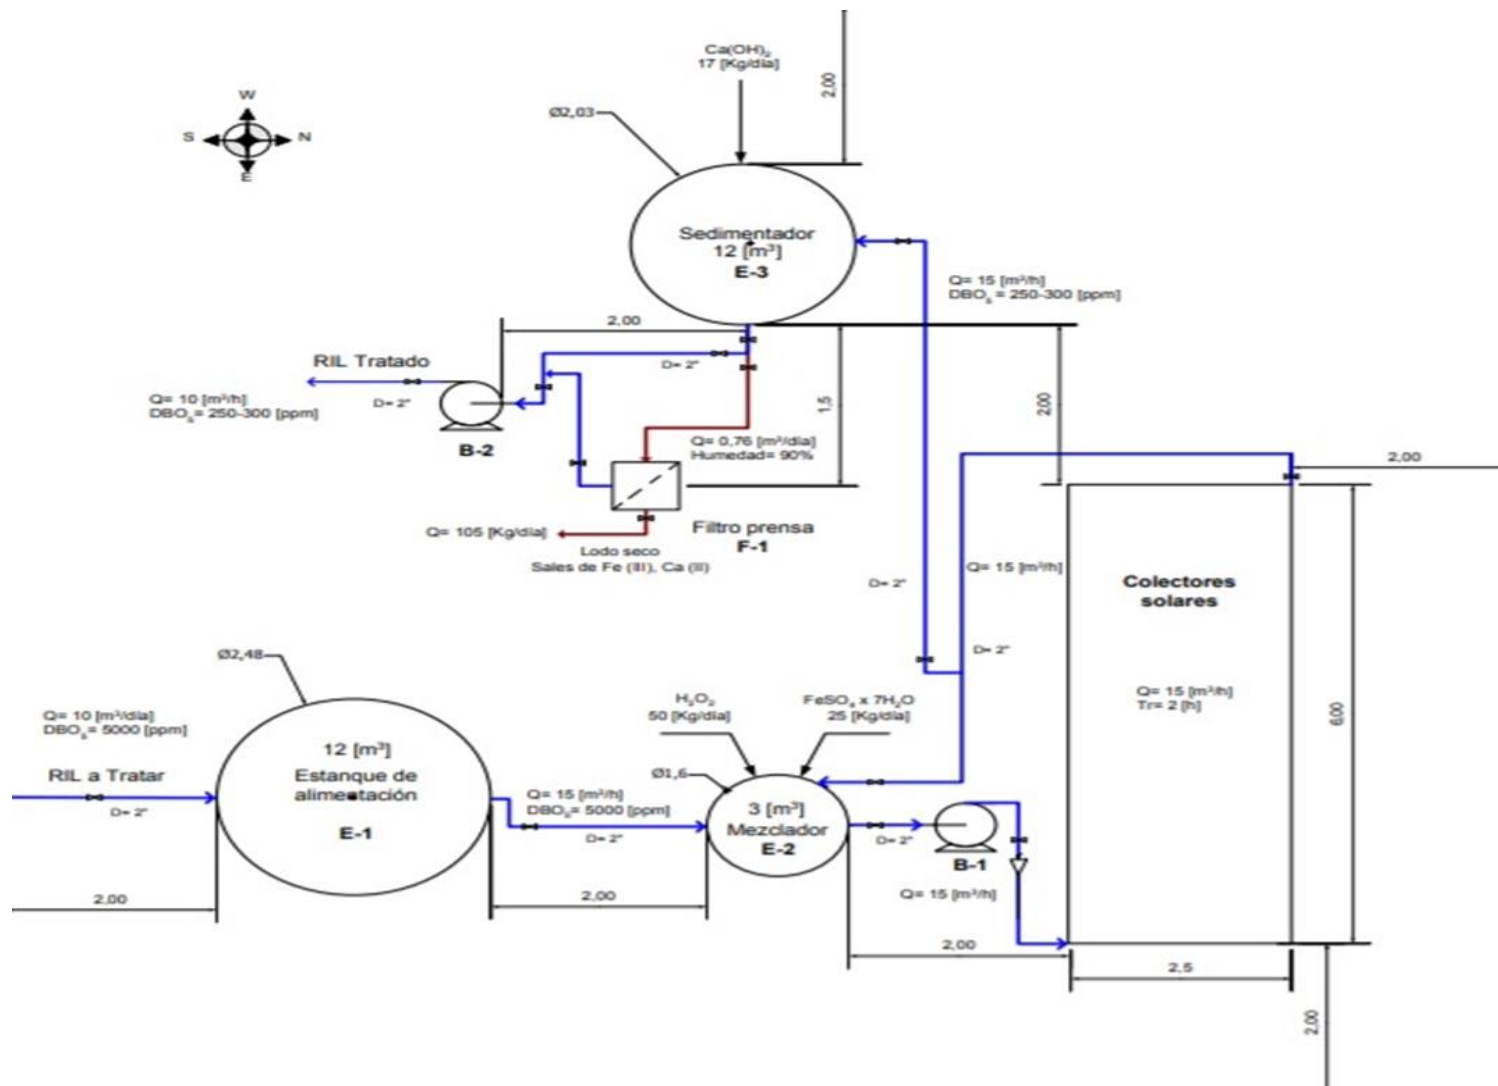 Ca(OH)₂
17 [Kg/día]
2,00
W
S
N
E
Ø2,03
Sedimentador
12 [m³]
E-3
Q= 15 [m³/h]
DBO₅ = 250-300 [ppm]
2,00
RIL Tratado
D= 2"
Q= 10 [m³/h]
DBO₅= 250-300 [ppm]
D= 2"
B-2
1,5
2,00
Q= 0,76 [m³/día]
Humedad= 90%
2,00
Q= 105 [Kg/día]
Filtro prensa
F-1
Lodo seco
Sales de Fe (III), Ca (II)
D= 2"
Q= 15 [m³/h]
Colectores
solares
D= 2"
Q= 15 [m³/h]
Tr= 2 [h]
6,00
Ø2,48
Q= 10 [m³/día]
DBO₅= 5000 [ppm]
RIL a Tratar
D= 2"
12 [m³]
Estanque de
alimentación
E-1
H₂O₂
50 [Kg/día]
FeSO₄ x 7H₂O
25 [Kg/día]
Ø1,6
Q= 15 [m³/h]
DBO₅= 5000 [ppm]
D= 2"
3 [m³]
Mezclador
E-2
D= 2"
B-1
Q= 15 [m³/h]
2,00
2,00
2,00
2,5
2,00